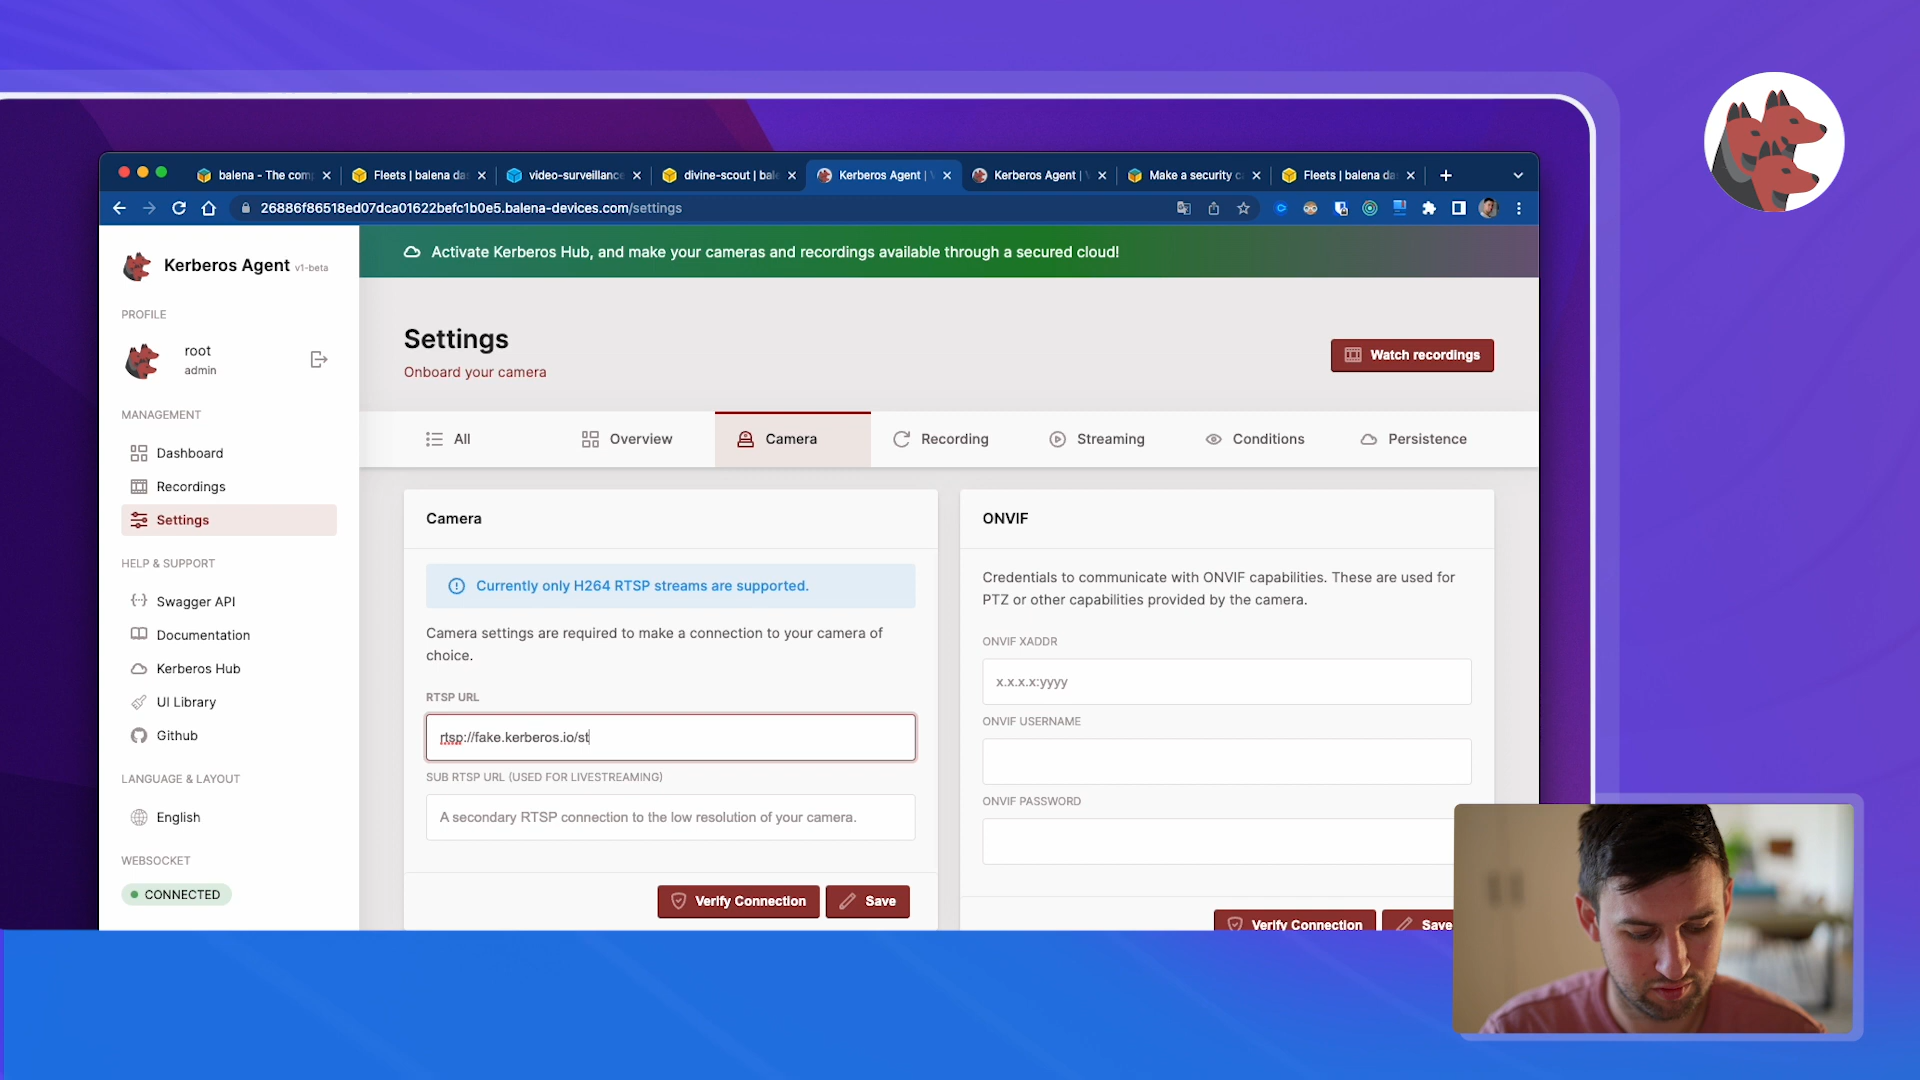 balena - The comp
Fleets | balena da
video-surveillance
divine-scout | bal
Kerberos Agent |
Kerberos Agent |
Make a security c
Fleets | balena da
26886f86518ed07dca01622befc1b0e5.balena-devices.com/settings
Kerberos Agent v1-beta
PROFILE
root
admin
MANAGEMENT
Dashboard
Recordings
Settings
HELP & SUPPORT
Swagger API
Documentation
Kerberos Hub
UI Library
Github
LANGUAGE & LAYOUT
English
WEBSOCKET
CONNECTED
Activate Kerberos Hub, and make your cameras and recordings available through a secured cloud!
Settings
Onboard your camera
Watch recordings
All
Overview
Camera
Recording
Streaming
Conditions
Persistence
Camera
Currently only H264 RTSP streams are supported.
Camera settings are required to make a connection to your camera of
choice.
RTSP URL
rtsp://fake.kerberos.io/st
SUB RTSP URL (USED FOR LIVESTREAMING)
A secondary RTSP connection to the low resolution of your camera.
Verify Connection
Save
ONVIF
Credentials to communicate with ONVIF capabilities. These are used for
PTZ or other capabilities provided by the camera.
ONVIF XADDR
x.x.x.x:yyyy
ONVIF USERNAME
ONVIF PASSWORD
Verify Connection
Save